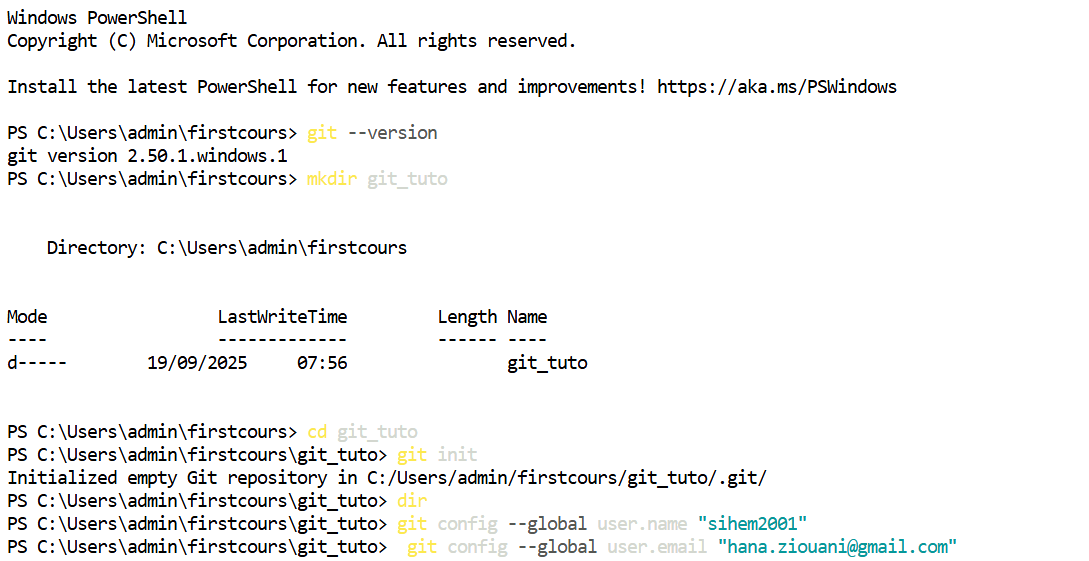 Windows PowerShell
Copyright (C) Microsoft Corporation. All rights reserved.
Install the latest PowerShell for new features and improvements! https://aka.ms/PSWindows
PS C:\Users\admin\firstcours> git --version
git version 2.50.1.windows.1
PS C:\Users\admin\firstcours> mkdir git_tuto
Directory: C:\Users\admin\firstcours
Mode LastWriteTime Length Name
---- ------------- ------ ----
d----- 19/09/2025 07:56 git_tuto
PS C:\Users\admin\firstcours> cd git_tuto
PS C:\Users\admin\firstcours\git_tuto> git init
Initialized empty Git repository in C:/Users/admin/firstcours/git_tuto/.git/
PS C:\Users\admin\firstcours\git_tuto> dir
PS C:\Users\admin\firstcours\git_tuto> git config --global user.name "sihem2001"
PS C:\Users\admin\firstcours\git_tuto>  git config --global user.email "hana.ziouani@gmail.com"